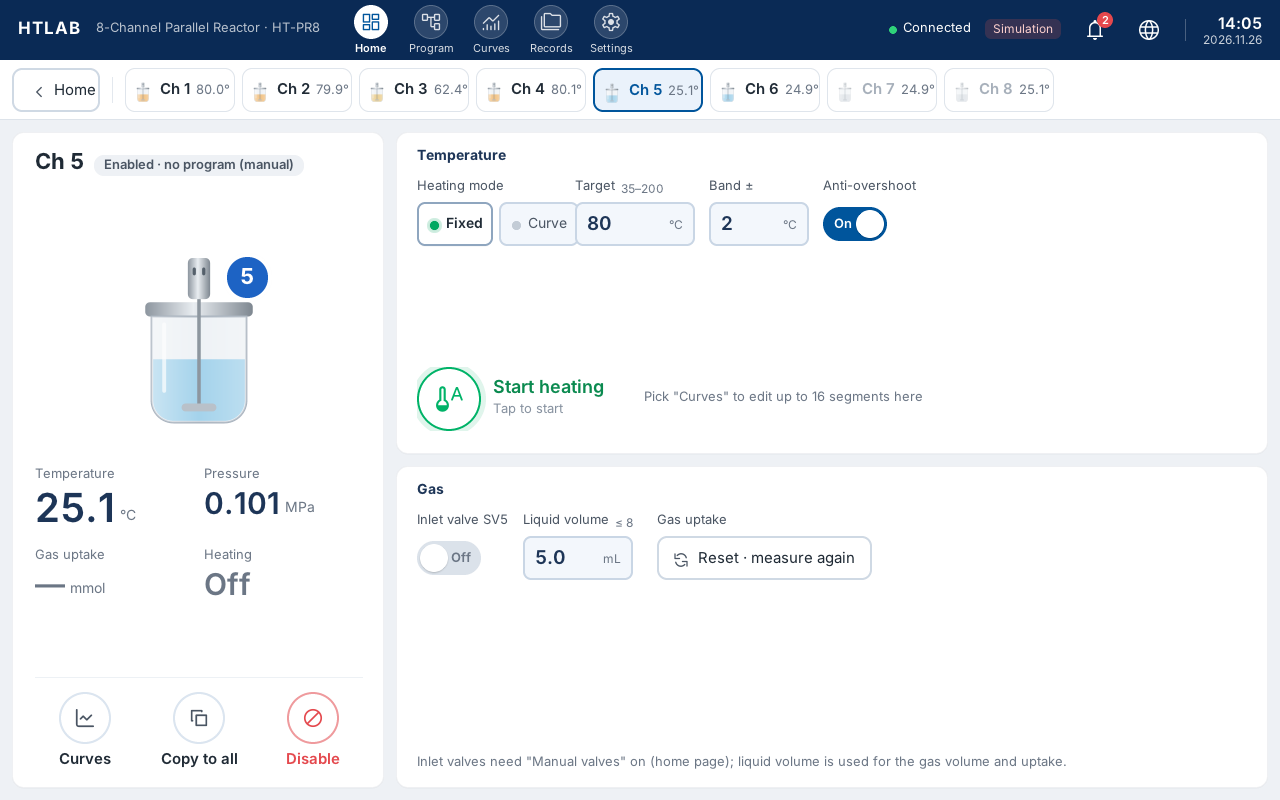 HTLAB 8-Channel Parallel Reactor · HT-PR8
Home Program Curves Records Settings
Connected Simulation 2 14:05
2026.11.26
Home Ch 1 80.0° Ch 2 79.9° Ch 3 62.4° Ch 4 80.1° Ch 5 25.1° Ch 6 24.9° Ch 7 24.9° Ch 8 25.1°
Ch 5 Enabled · no program (manual)
5
Temperature Pressure
25.1 °C 0.101 MPa
Gas uptake Heating
— mmol Off
Curves Copy to all Disable
Temperature
Heating mode Target 35–200 Band ± Anti-overshoot
Fixed Curve 80 °C 2 °C On
A
Start heating
Tap to start
Pick "Curves" to edit up to 16 segments here
Gas
Inlet valve SV5 Liquid volume ≤ 8 Gas uptake
Off 5.0 mL Reset · measure again
Inlet valves need "Manual valves" on (home page); liquid volume is used for the gas volume and uptake.